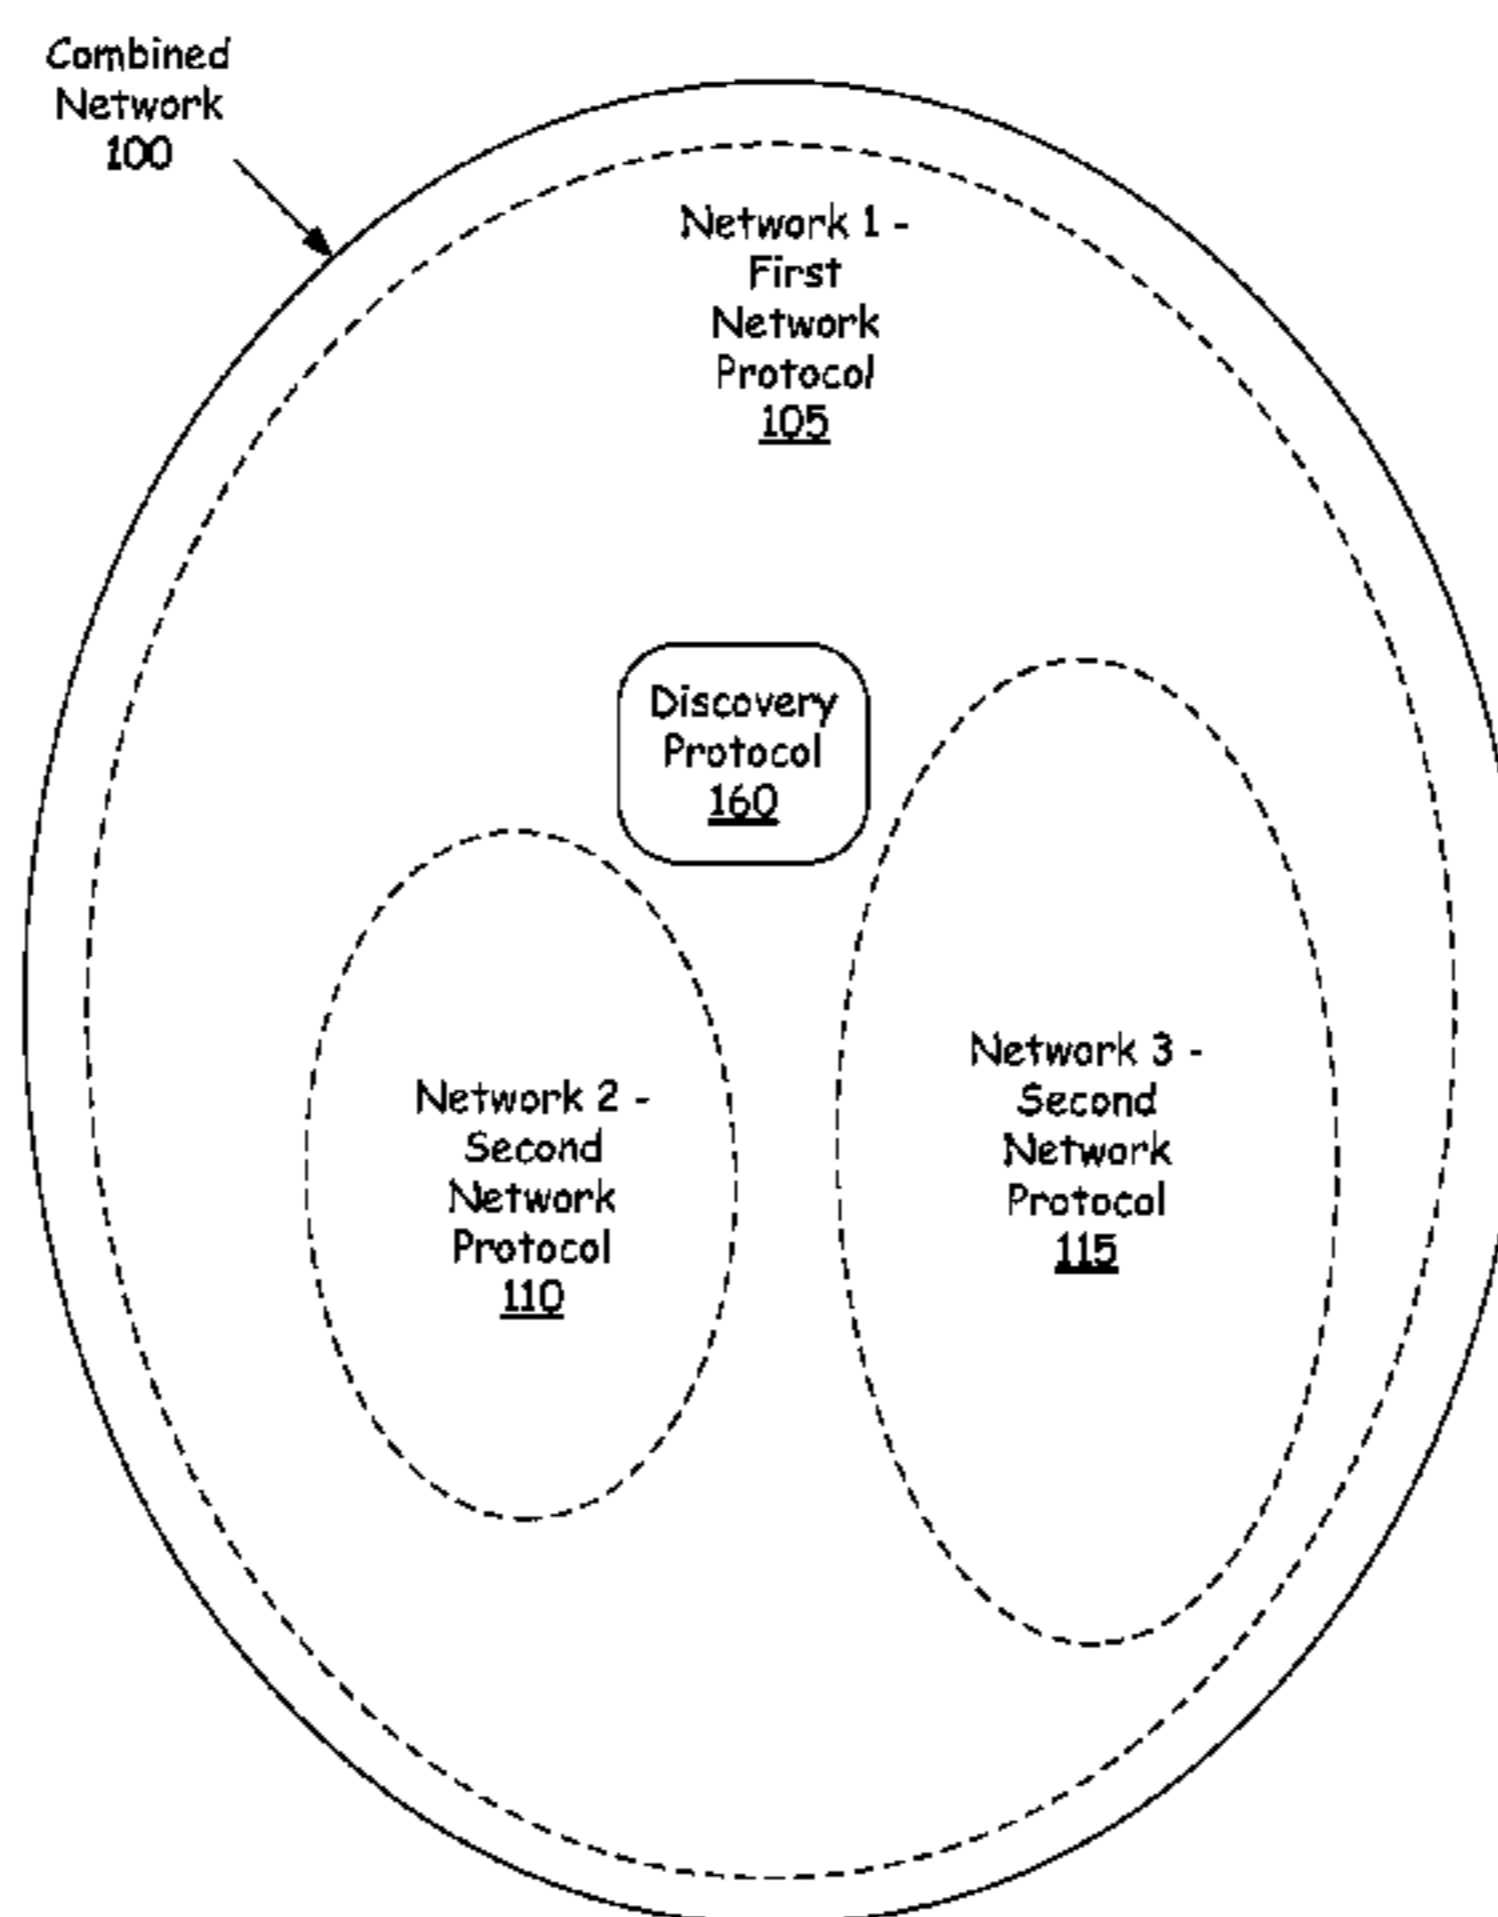 Combined
Network
100
Network 1 -
First
Network
Protocol
105
Discovery
Protocol
160
Network 2 -
Second
Network
Protocol
110
Network 3 -
Second
Network
Protocol
115